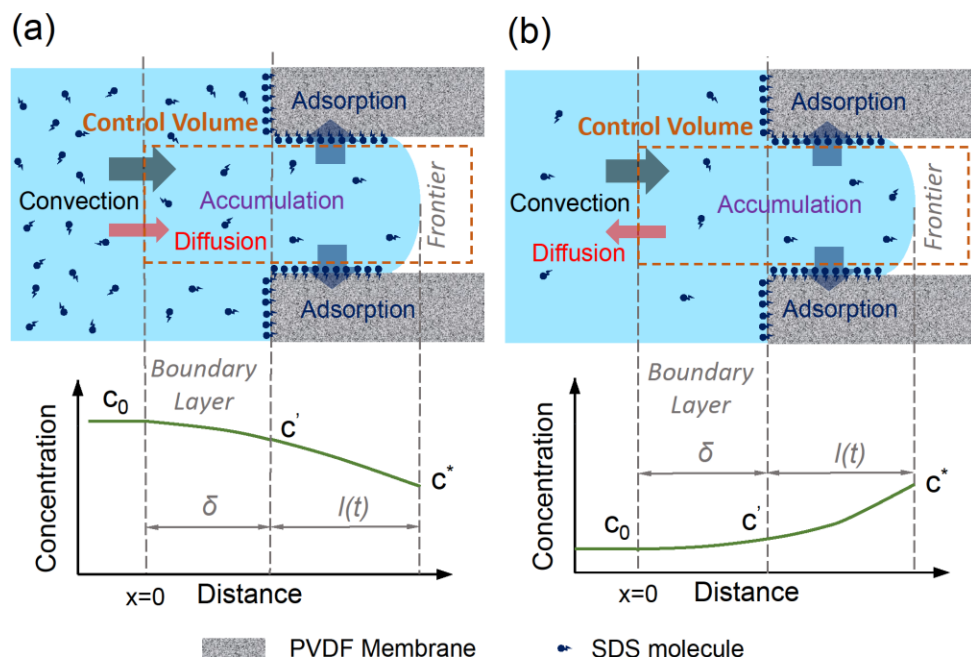 (a)
Adsorption
Control Volume
Convection
Accumulation
Diffusion
Frontier
Adsorption
Boundary
Layer
Concentration
c0
c'
c*
δ
l(t)
x=0
Distance
(b)
Adsorption
Control Volume
Convection
Accumulation
Diffusion
Frontier
Adsorption
Boundary
Layer
Concentration
δ
l(t)
c*
c0
c'
x=0
Distance
PVDF Membrane
SDS molecule